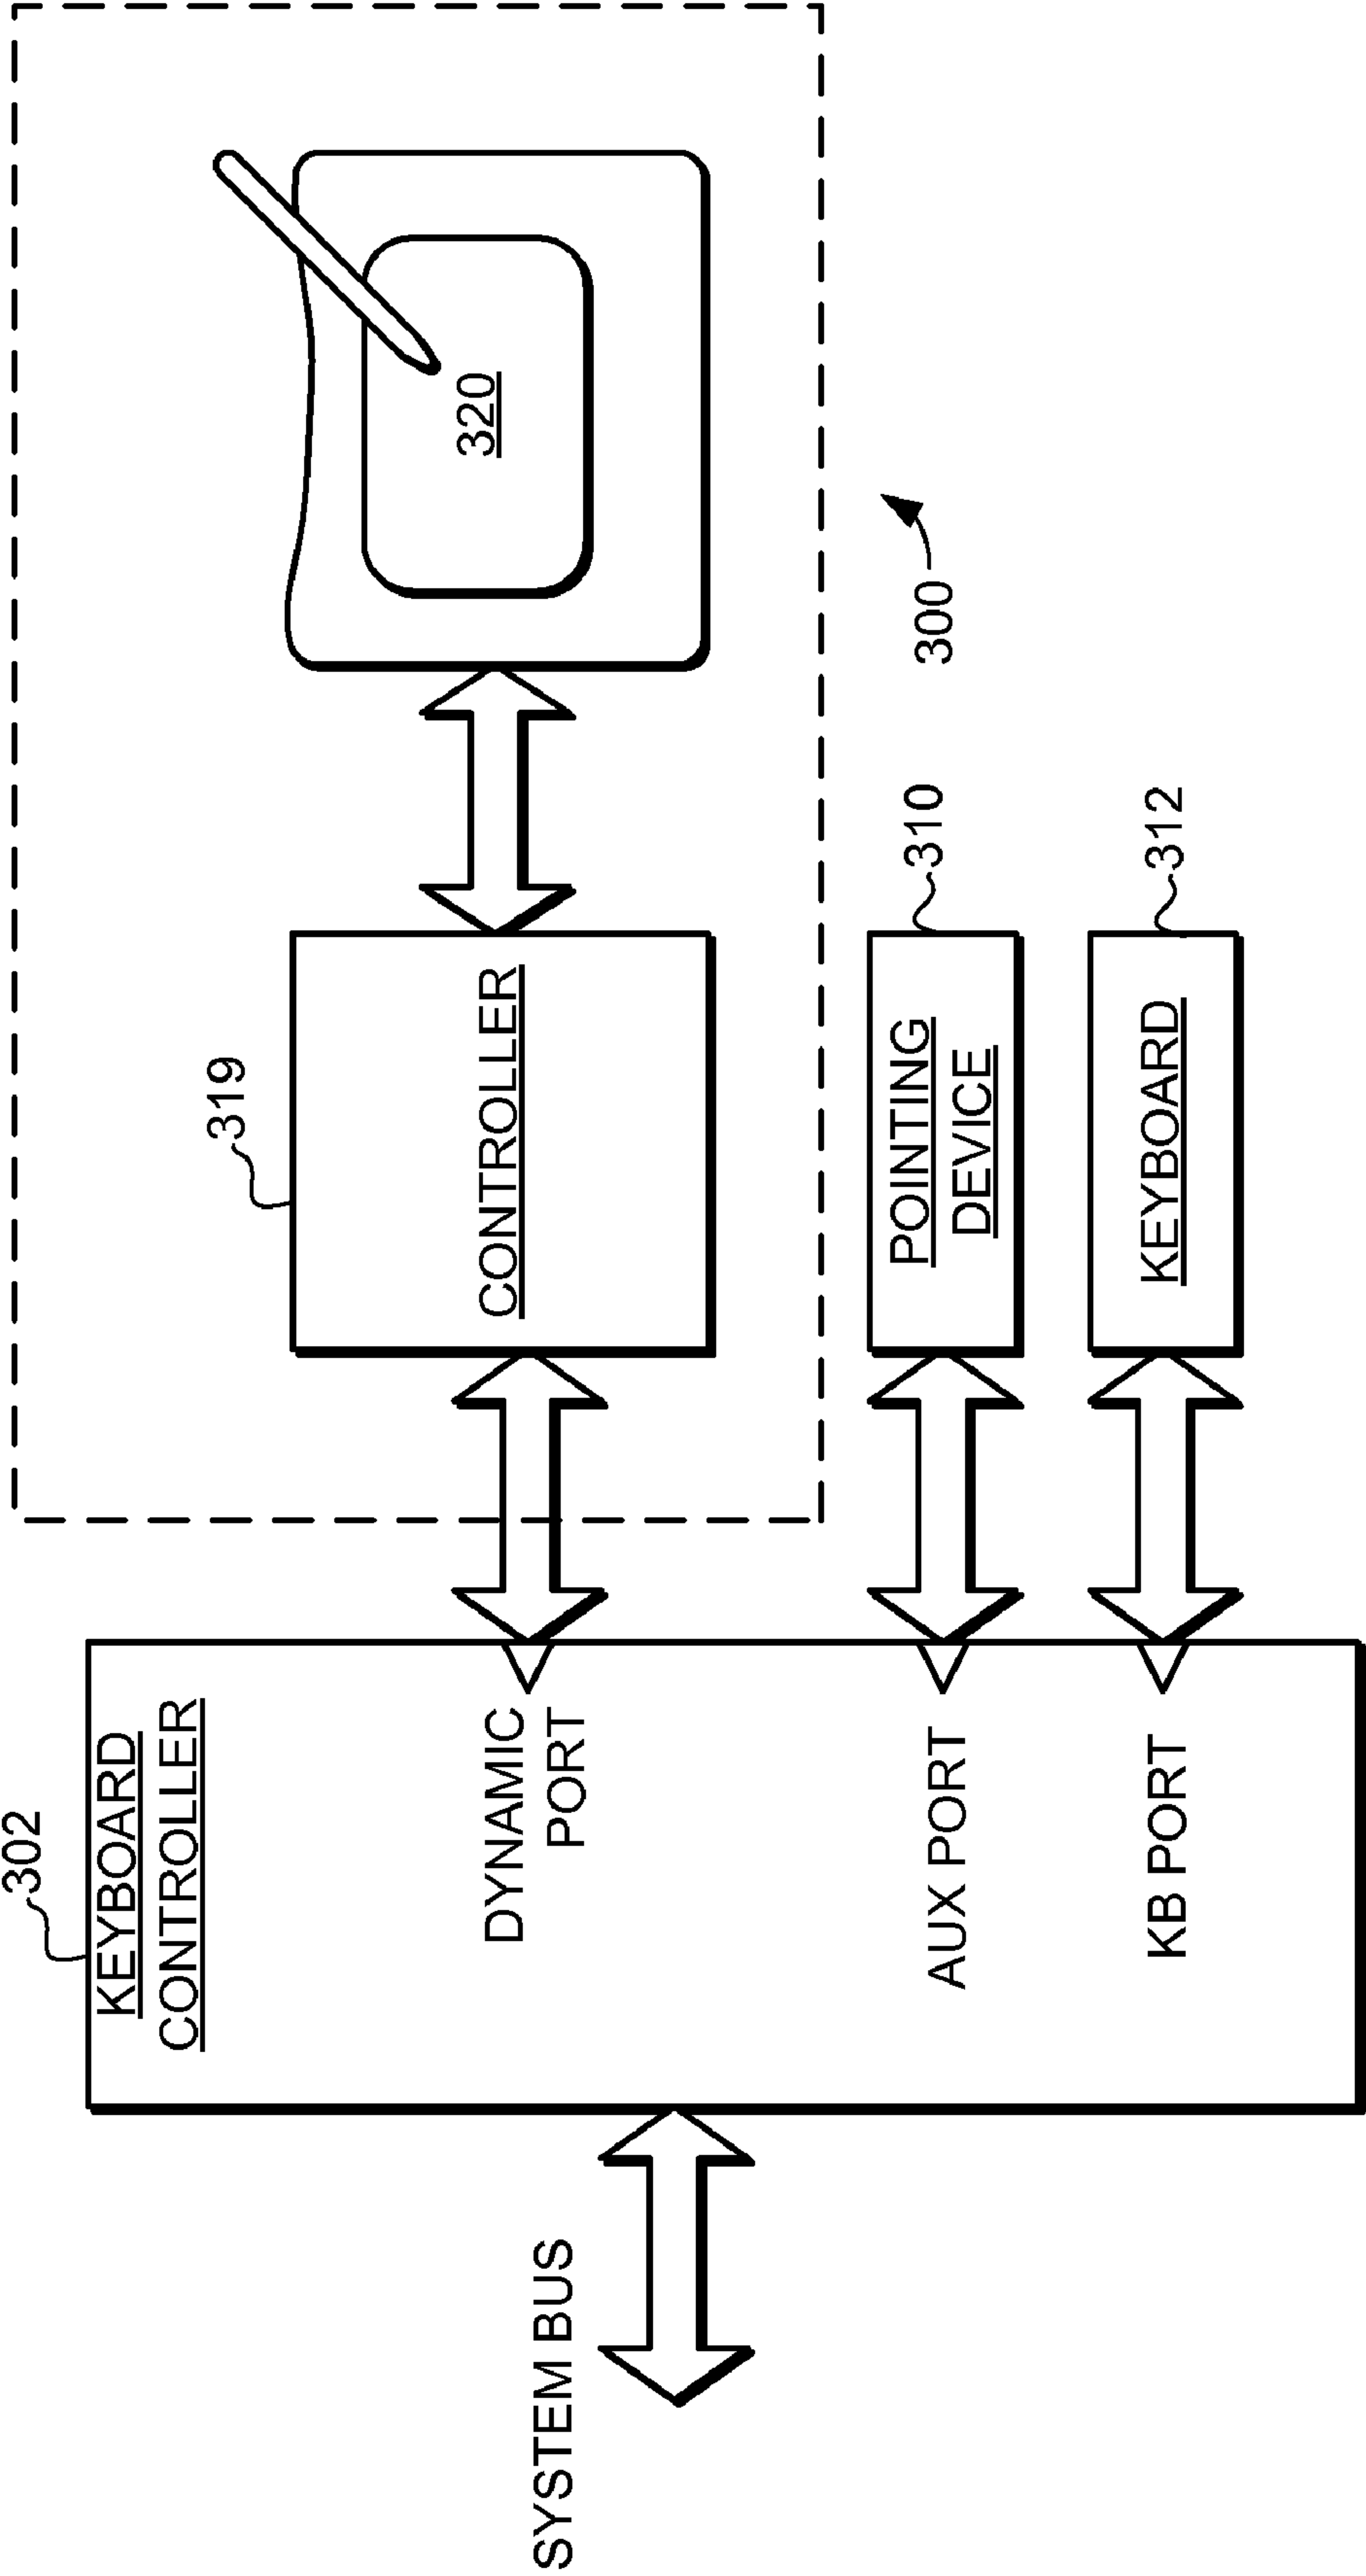 302
KEYBOARD
CONTROLLER
319
DYNAMIC
PORT
CONTROLLER
320
SYSTEM BUS
AUX PORT
POINTING
DEVICE
310
300
KB PORT
KEYBOARD
312